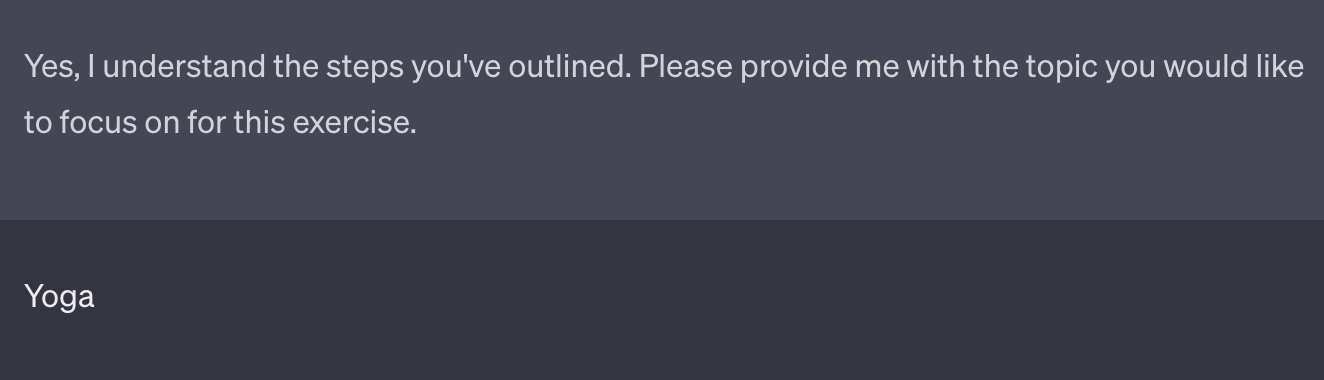 Yes, I understand the steps you've outlined. Please provide me with the topic you would like
to focus on for this exercise.
Yoga